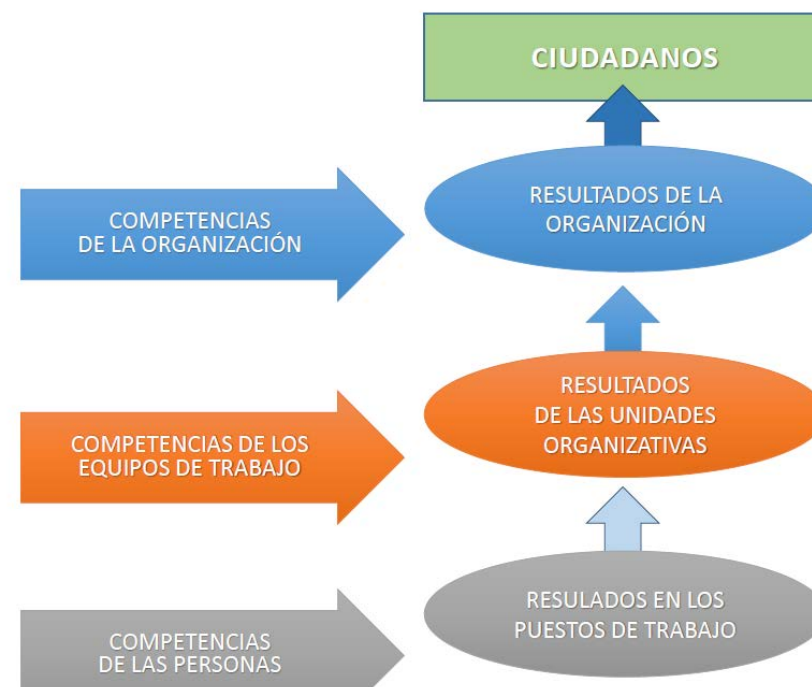 CIUDADANOS
COMPETENCIAS
DE LA ORGANIZACIÓN
RESULTADOS DE LA
ORGANIZACIÓN
COMPETENCIAS DE LOS
EQUIPOS DE TRABAJO
RESULTADOS
DE LAS UNIDADES
ORGANIZATIVAS
COMPETENCIAS
DE LAS PERSONAS
RESULADOS EN LOS
PUESTOS DE TRABAJO